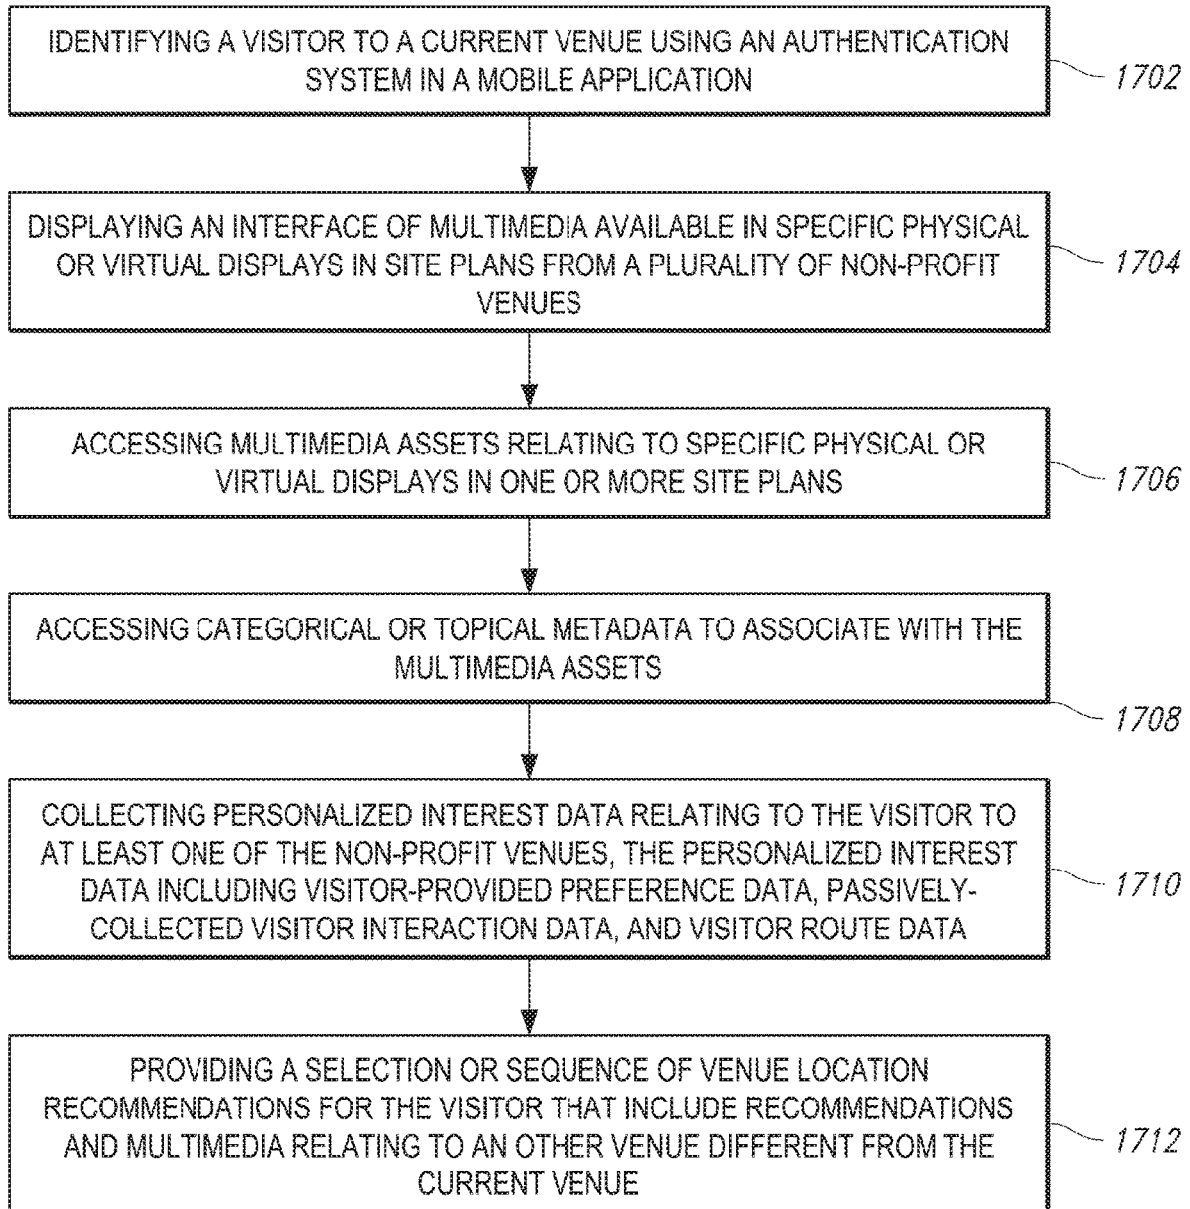 IDENTIFYING A VISITOR TO A CURRENT VENUE USING AN AUTHENTICATION
SYSTEM IN A MOBILE APPLICATION
1702
DISPLAYING AN INTERFACE OF MULTIMEDIA AVAILABLE IN SPECIFIC PHYSICAL
OR VIRTUAL DISPLAYS IN SITE PLANS FROM A PLURALITY OF NON-PROFIT
VENUES
1704
ACCESSING MULTIMEDIA ASSETS RELATING TO SPECIFIC PHYSICAL OR
VIRTUAL DISPLAYS IN ONE OR MORE SITE PLANS
1706
ACCESSING CATEGORICAL OR TOPICAL METADATA TO ASSOCIATE WITH THE
MULTIMEDIA ASSETS
1708
COLLECTING PERSONALIZED INTEREST DATA RELATING TO THE VISITOR TO
AT LEAST ONE OF THE NON-PROFIT VENUES, THE PERSONALIZED INTEREST
DATA INCLUDING VISITOR-PROVIDED PREFERENCE DATA, PASSIVELY-
COLLECTED VISITOR INTERACTION DATA, AND VISITOR ROUTE DATA
1710
PROVIDING A SELECTION OR SEQUENCE OF VENUE LOCATION
RECOMMENDATIONS FOR THE VISITOR THAT INCLUDE RECOMMENDATIONS
AND MULTIMEDIA RELATING TO AN OTHER VENUE DIFFERENT FROM THE
CURRENT VENUE
1712